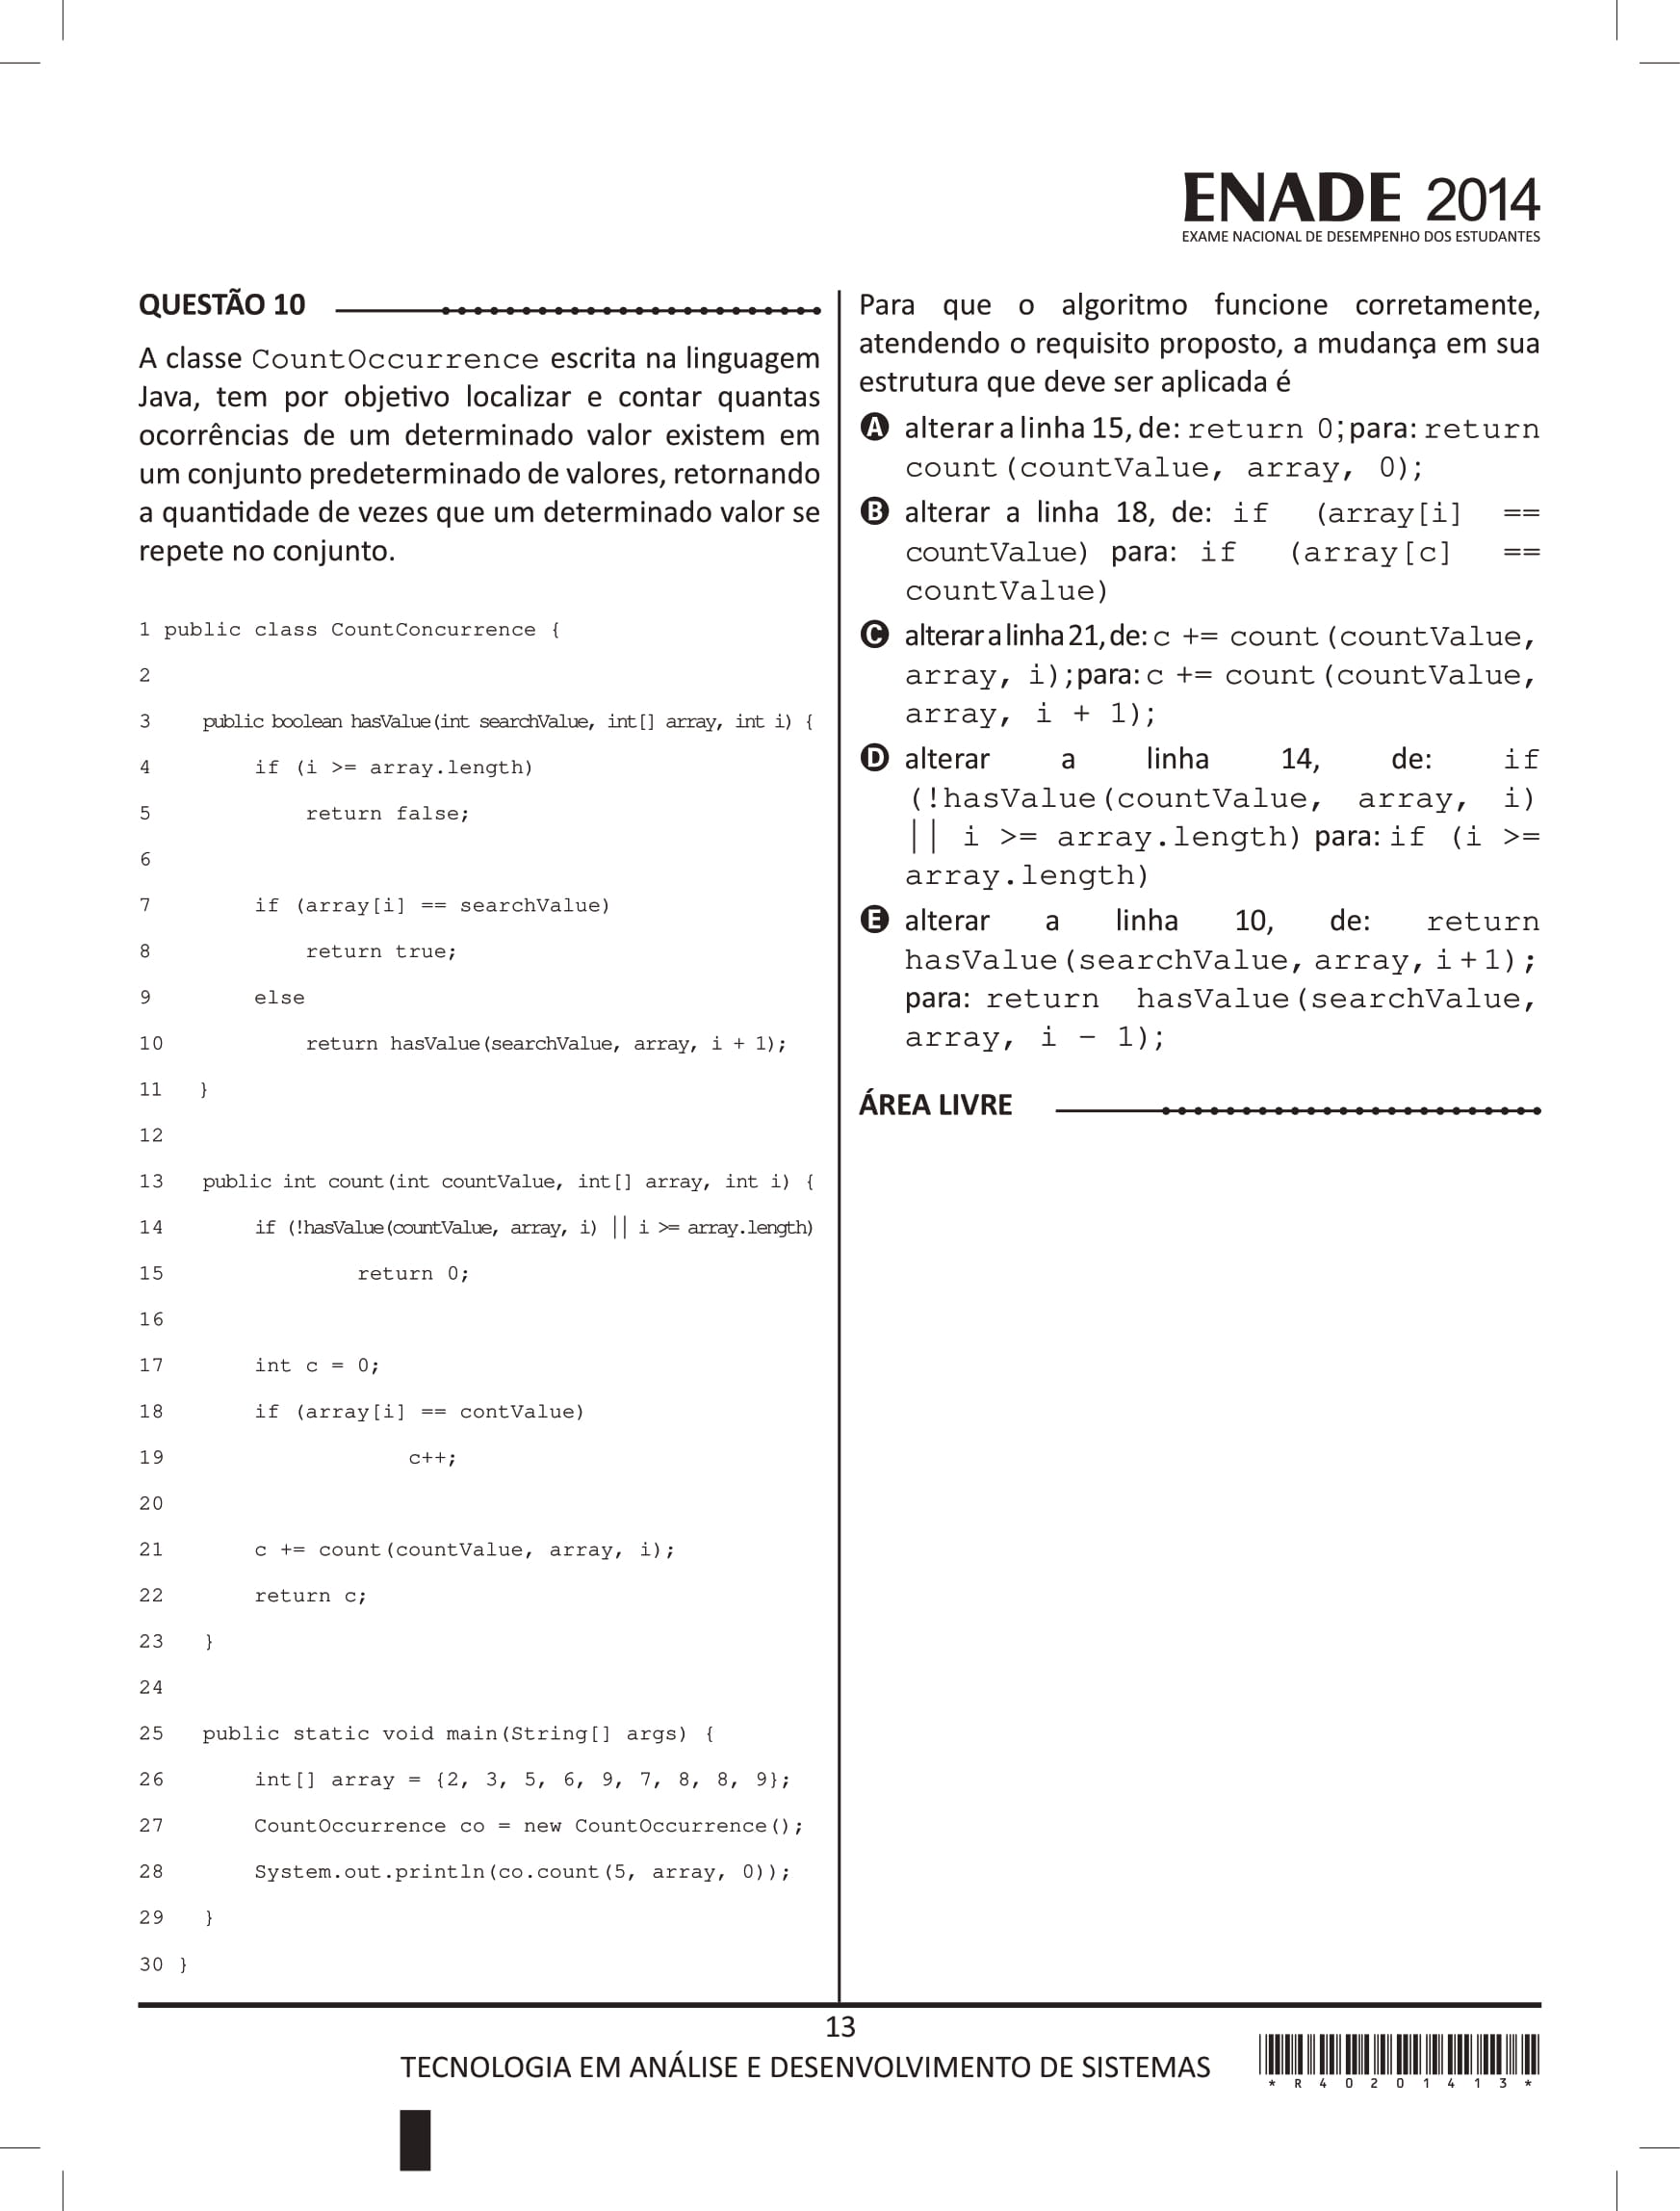 ENADE 2014
EXAME NACIONAL DE DESEMPENHO DOS ESTUDANTES
QUESTÃO 10
A classe CountOccurrence escrita na linguagem
Java, tem por objetivo localizar e contar quantas
ocorrências de um determinado valor existem em
um conjunto predeterminado de valores, retornando
a quantidade de vezes que um determinado valor se
repete no conjunto.
1 public class CountConcurrence {
2
3 public boolean hasValue(int searchValue, int[] array, int i) {
4 if (i >= array.length)
5 return false;
6
7 if (array[i] == searchValue)
8 return true;
9 else
10 return hasValue(searchValue, array, i + 1);
11 }
12
13 public int count(int countValue, int[] array, int i) {
14 if (!hasValue(countValue, array, i) || i >= array.length)
15 return 0;
16
17 int c = 0;
18 if (array[i] == contValue)
19 c++;
20
21 c += count(countValue, array, i);
22 return c;
23 }
24
25 public static void main(String[] args) {
26 int[] array = {2, 3, 5, 6, 9, 7, 8, 8, 9};
27 CountOccurrence co = new CountOccurrence();
28 System.out.println(co.count(5, array, 0));
29 }
30 }
Para que o algoritmo funcione corretamente,
atendendo o requisito proposto, a mudança em sua
estrutura que deve ser aplicada é
A alterar a linha 15, de: return 0; para: return
count(countValue, array, 0);
B alterar a linha 18, de: if (array[i] ==
countValue) para: if (array[c] ==
countValue)
C alterar a linha 21, de: c += count(countValue,
array, i); para: c += count(countValue,
array, i + 1);
D alterar a linha 14, de: if
(!hasValue(countValue, array, i)
|| i >= array.length) para: if (i >=
array.length)
E alterar a linha 10, de: return
hasValue(searchValue, array, i + 1);
para: return hasValue(searchValue,
array, i - 1);
ÁREA LIVRE
13
TECNOLOGIA EM ANÁLISE E DESENVOLVIMENTO DE SISTEMAS
* R 4 0 2 0 1 4 1 3 *